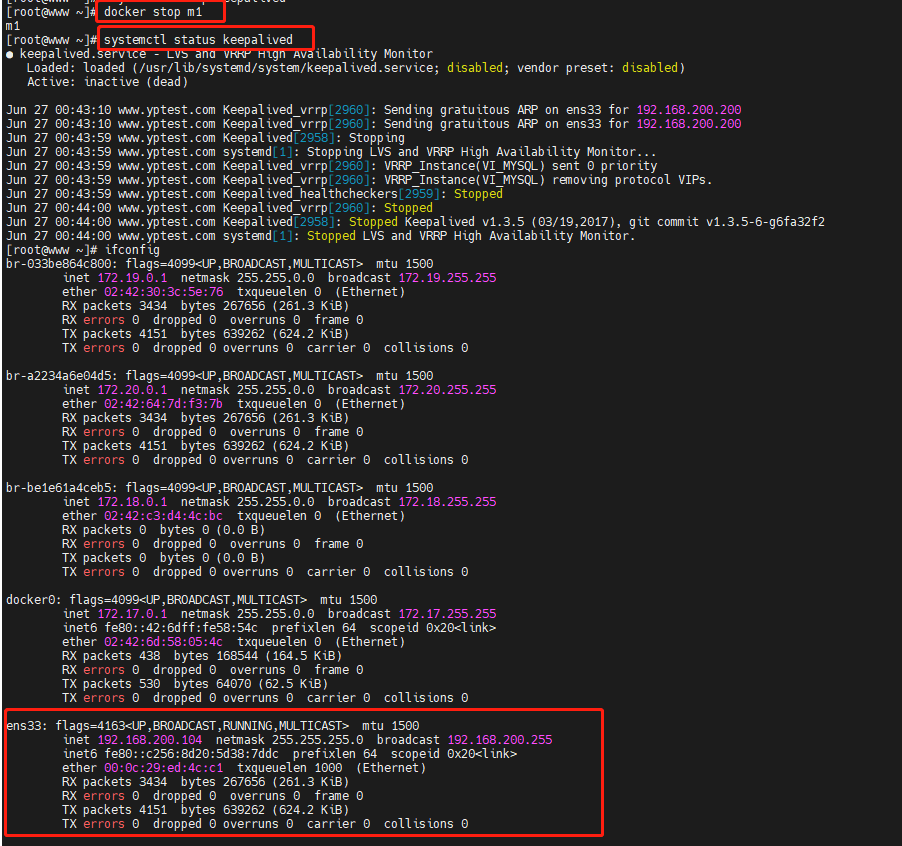 [root@www ~]# docker stop m1
m1
[root@www ~]# systemctl status keepalived
● keepalived.service - LVS and VRRP High Availability Monitor
   Loaded: loaded (/usr/lib/systemd/system/keepalived.service; disabled; vendor preset: disabled)
   Active: inactive (dead)

Jun 27 00:43:10 www.yptest.com Keepalived_vrrp[2960]: Sending gratuitous ARP on ens33 for 192.168.200.200
Jun 27 00:43:10 www.yptest.com Keepalived_vrrp[2960]: Sending gratuitous ARP on ens33 for 192.168.200.200
Jun 27 00:43:59 www.yptest.com Keepalived[2958]: Stopping
Jun 27 00:43:59 www.yptest.com systemd[1]: Stopping LVS and VRRP High Availability Monitor...
Jun 27 00:43:59 www.yptest.com Keepalived_vrrp[2960]: VRRP_Instance(VI_MYSQL) sent 0 priority
Jun 27 00:43:59 www.yptest.com Keepalived_vrrp[2960]: VRRP_Instance(VI_MYSQL) removing protocol VIPs.
Jun 27 00:43:59 www.yptest.com Keepalived_healthcheckers[2959]: Stopped
Jun 27 00:44:00 www.yptest.com Keepalived_vrrp[2960]: Stopped
Jun 27 00:44:00 www.yptest.com Keepalived[2958]: Stopped Keepalived v1.3.5 (03/19,2017), git commit v1.3.5-6-g6fa32f2
Jun 27 00:44:00 www.yptest.com systemd[1]: Stopped LVS and VRRP High Availability Monitor.
[root@www ~]# ifconfig
br-033be864c800: flags=4099<UP,BROADCAST,MULTICAST>  mtu 1500
        inet 172.19.0.1  netmask 255.255.0.0  broadcast 172.19.255.255
        ether 02:42:30:3c:5e:76  txqueuelen 0  (Ethernet)
        RX packets 3434  bytes 267656 (261.3 KiB)
        RX errors 0  dropped 0  overruns 0  frame 0
        TX packets 4151  bytes 639262 (624.2 KiB)
        TX errors 0  dropped 0 overruns 0  carrier 0  collisions 0

br-a2234a6e04d5: flags=4099<UP,BROADCAST,MULTICAST>  mtu 1500
        inet 172.20.0.1  netmask 255.255.0.0  broadcast 172.20.255.255
        ether 02:42:64:7d:f3:7b  txqueuelen 0  (Ethernet)
        RX packets 3434  bytes 267656 (261.3 KiB)
        RX errors 0  dropped 0  overruns 0  frame 0
        TX packets 4151  bytes 639262 (624.2 KiB)
        TX errors 0  dropped 0 overruns 0  carrier 0  collisions 0

br-be1e61a4ceb5: flags=4099<UP,BROADCAST,MULTICAST>  mtu 1500
        inet 172.18.0.1  netmask 255.255.0.0  broadcast 172.18.255.255
        ether 02:42:c3:d4:4c:bc  txqueuelen 0  (Ethernet)
        RX packets 0  bytes 0 (0.0 B)
        RX errors 0  dropped 0  overruns 0  frame 0
        TX packets 0  bytes 0 (0.0 B)
        TX errors 0  dropped 0 overruns 0  carrier 0  collisions 0

docker0: flags=4099<UP,BROADCAST,MULTICAST>  mtu 1500
        inet 172.17.0.1  netmask 255.255.0.0  broadcast 172.17.255.255
        inet6 fe80::42:6dff:fe58:54c  prefixlen 64  scopeid 0x20<link>
        ether 02:42:6d:58:05:4c  txqueuelen 0  (Ethernet)
        RX packets 438  bytes 168544 (164.5 KiB)
        RX errors 0  dropped 0  overruns 0  frame 0
        TX packets 530  bytes 64070 (62.5 KiB)
        TX errors 0  dropped 0 overruns 0  carrier 0  collisions 0

ens33: flags=4163<UP,BROADCAST,RUNNING,MULTICAST>  mtu 1500
        inet 192.168.200.104  netmask 255.255.255.0  broadcast 192.168.200.255
        inet6 fe80::c256:8d20:5d38:7ddc  prefixlen 64  scopeid 0x20<link>
        ether 00:0c:29:ed:4c:c1  txqueuelen 1000  (Ethernet)
        RX packets 3434  bytes 267656 (261.3 KiB)
        RX errors 0  dropped 0  overruns 0  frame 0
        TX packets 4151  bytes 639262 (624.2 KiB)
        TX errors 0  dropped 0 overruns 0  carrier 0  collisions 0